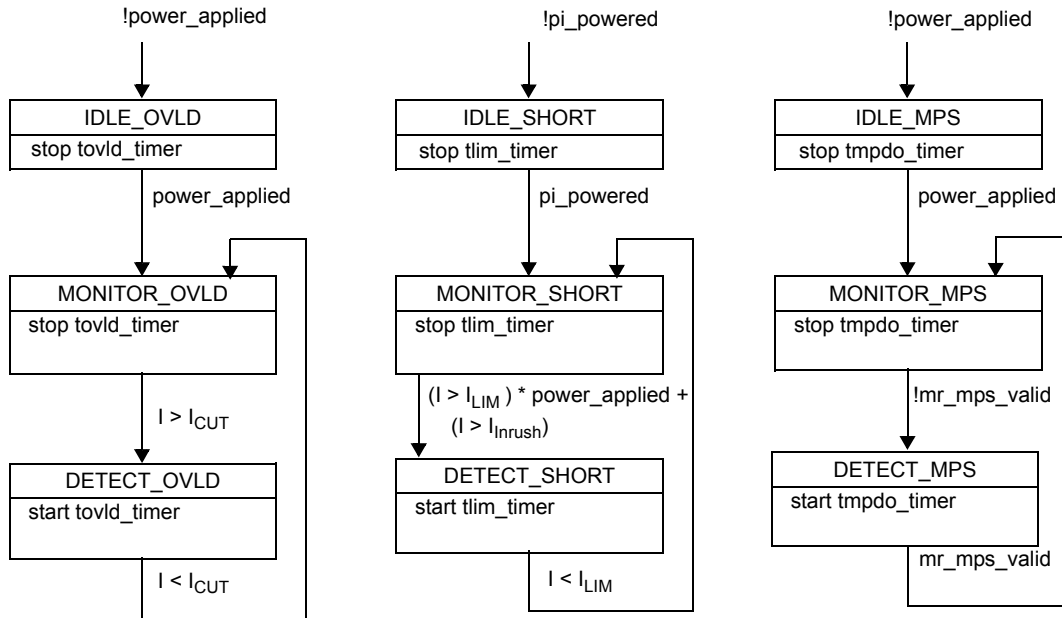 !power_applied
IDLE_OVLD
stop tovld_timer
power_applied
MONITOR_OVLD
stop tovld_timer
I > ICUT
DETECT_OVLD
start tovld_timer
I < ICUT
!pi_powered
IDLE_SHORT
stop tlim_timer
pi_powered
MONITOR_SHORT
stop tlim_timer
(I > ILIM ) * power_applied +
(I > IInrush)
DETECT_SHORT
start tlim_timer
I < ILIM
!power_applied
IDLE_MPS
stop tmpdo_timer
power_applied
MONITOR_MPS
stop tmpdo_timer
!mr_mps_valid
DETECT_MPS
start tmpdo_timer
mr_mps_valid